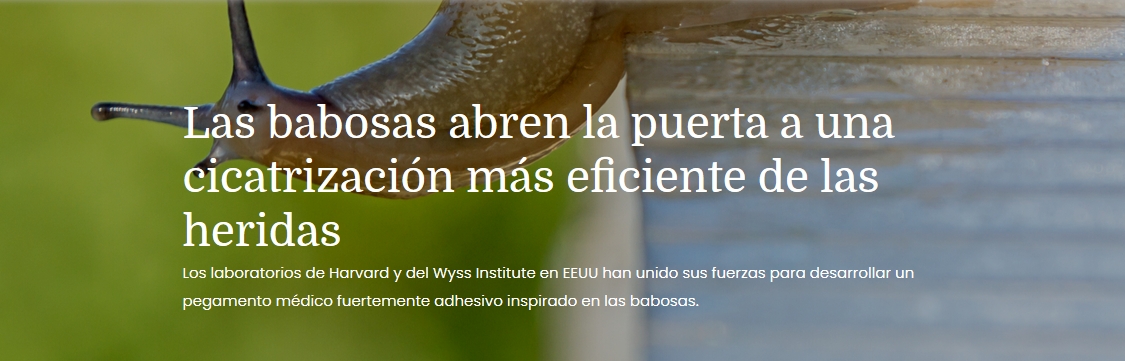 Las babosas abren la puerta a una
cicatrización más eficiente de las
heridas
Los laboratorios de Harvard y del Wyss Institute en EEUU han unido sus fuerzas para desarrollar un
pegamento médico fuertemente adhesivo inspirado en las babosas.